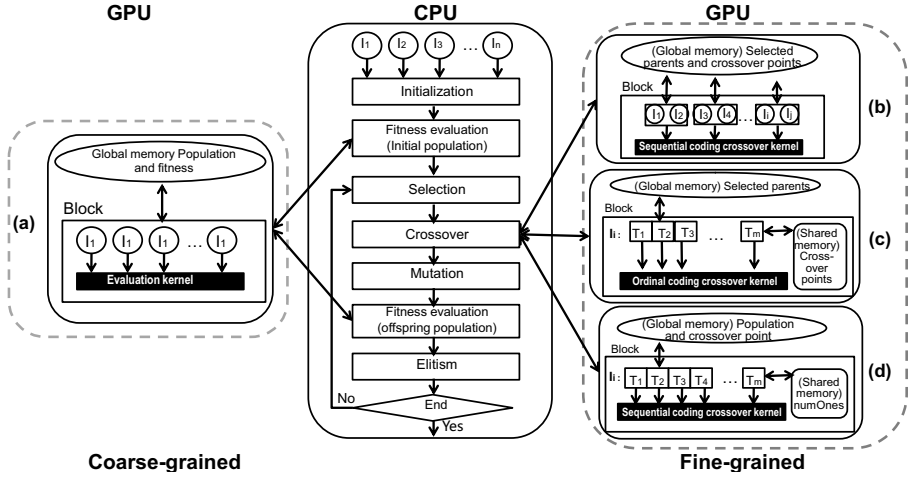 GPU
CPU
GPU
(a)
Global memory Population
and fitness
Block
I1 I1 I1 ... I1
Evaluation kernel
Coarse-grained
I1 I2 I3 ... In
Initialization
Fitness evaluation
(Initial population)
Selection
Crossover
Mutation
Fitness evaluation
(offspring population)
Elitism
No
End
Yes
(b)
(Global memory) Selected
parents and crossover points
Block
I1 I2 I3 I4 ... Ii Ij
Sequential coding crossover kernel
(c)
(Global memory) Selected parents
Block
Ii: T1 T2 T3 ... Tm
(Shared
memory)
Cross-
over
points
Ordinal coding crossover kernel
(d)
(Global memory) Population
and crossover point
Block
Ii: T1 T2 T3 T4 ... Tm
(Shared
memory)
numOnes
Sequential coding crossover kernel
Fine-grained